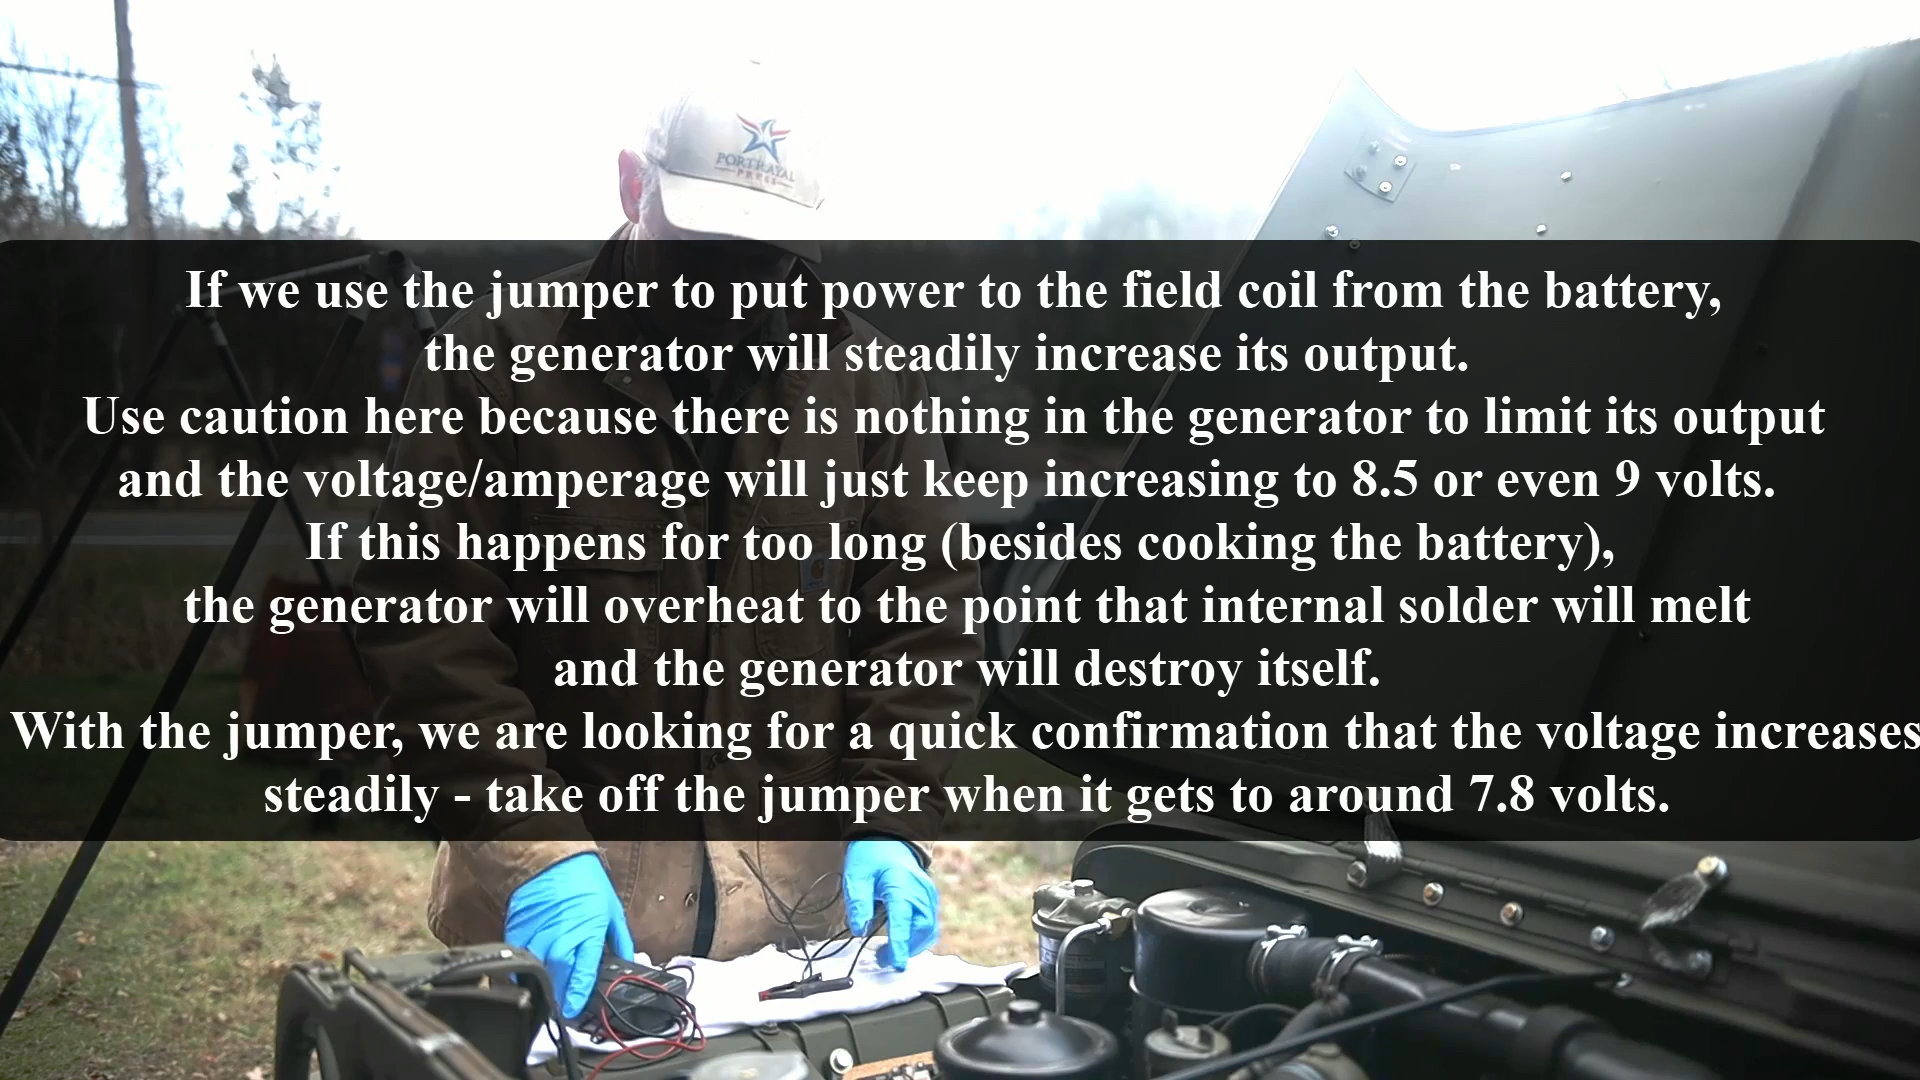 PORTRAYAL
PRESS
If we use the jumper to put power to the field coil from the battery,
the generator will steadily increase its output.
Use caution here because there is nothing in the generator to limit its output
and the voltage/amperage will just keep increasing to 8.5 or even 9 volts.
If this happens for too long (besides cooking the battery),
the generator will overheat to the point that internal solder will melt
and the generator will destroy itself.
With the jumper, we are looking for a quick confirmation that the voltage increases
steadily - take off the jumper when it gets to around 7.8 volts.